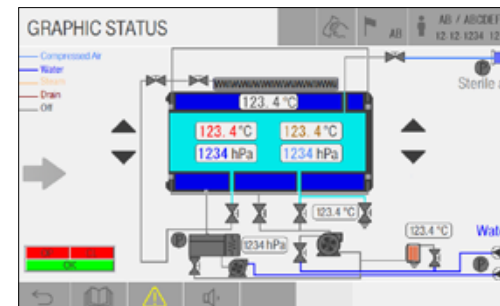 GRAPHIC STATUS
AB
AB / ABCDEF
12-12-1234 12
Compressed Air
Water
Steam
Drain
Off
P
Sterile a
123.4°C
123.4°C 123.4°C
1234 hPa 1234 hPa
123.4°C
123.4°C
Wat
P
1234 hPa
P
OK